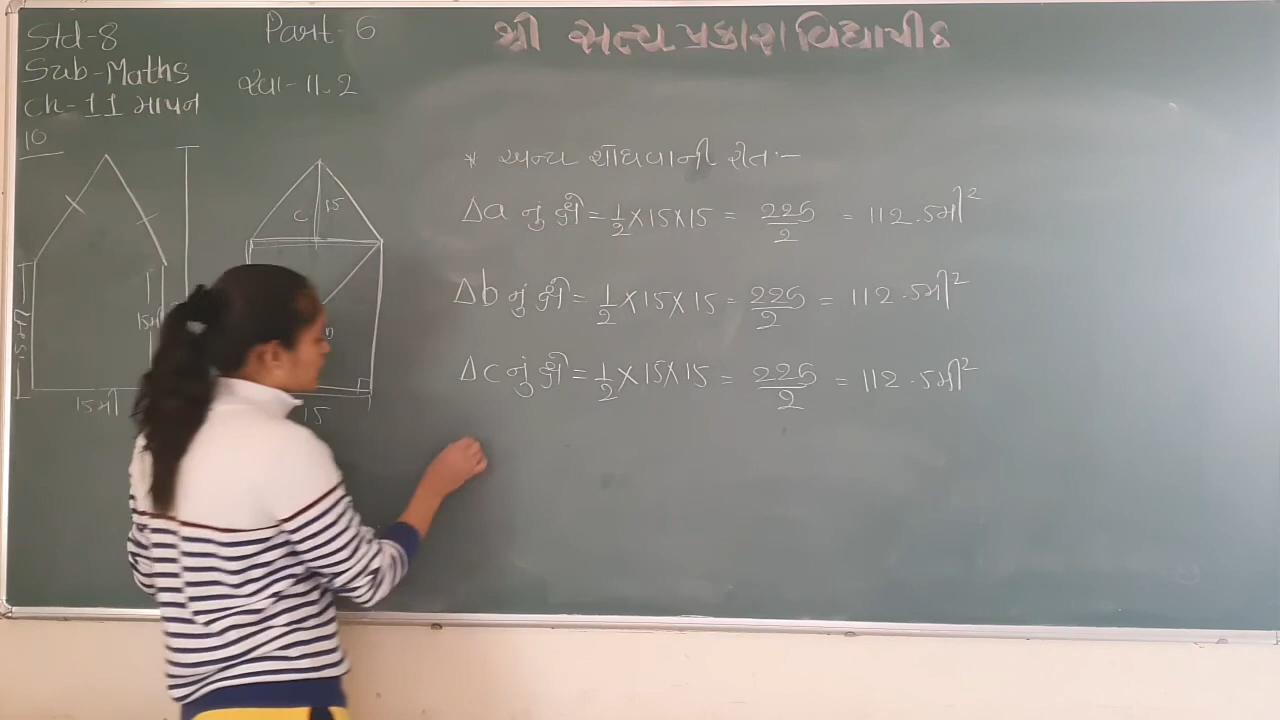 Std-8
Part-6
શ્રી સત્ય પ્રકાશ વિદ્યાપીઠ
Sub-Maths
સ્વા-11.2
Ch-11 માપન
10
* અન્ય શોધવાની રીત:-
Δa નું ક્ષે = 1/2 × 15 × 15 = 225/2 = 112.5મી²
Δb નું ક્ષે = 1/2 × 15 × 15 = 225/2 = 112.5મી²
Δc નું ક્ષે = 1/2 × 15 × 15 = 225/2 = 112.5મી²
C 15
15મી
15મી
15